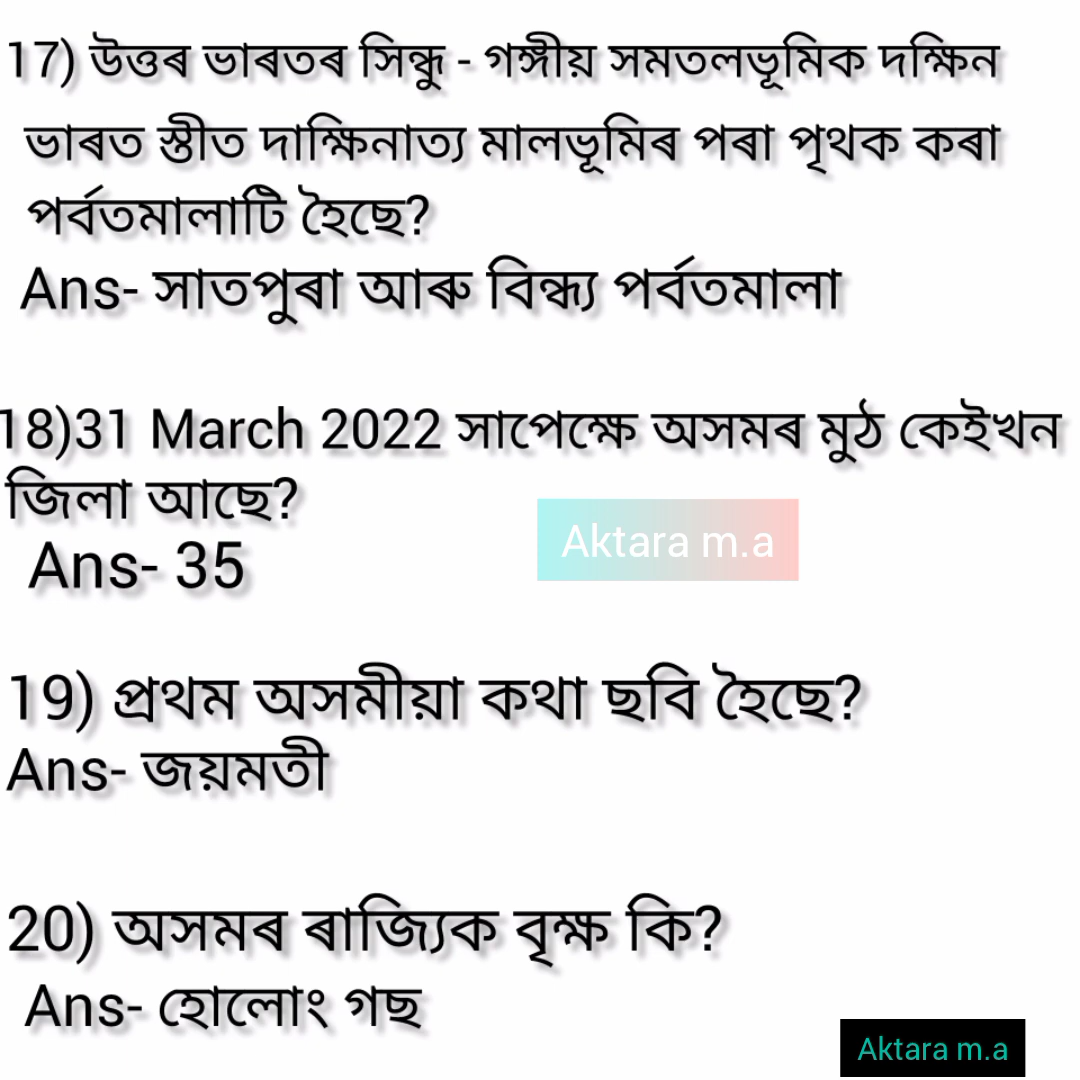 17) উত্তৰ ভাৰতৰ সিন্ধু - গঙ্গীয় সমতলভূমিক দক্ষিন
ভাৰত স্তীত দাক্ষিনাত্য মালভূমিৰ পৰা পৃথক কৰা
পৰ্বতমালাটি হৈছে?
Ans- সাতপুৰা আৰু বিন্ধ্য পৰ্বতমালা
18)31 March 2022 সাপেক্ষে অসমৰ মুঠ কেইখন
জিলা আছে?
Aktara m.a
Ans- 35
19) প্ৰথম অসমীয়া কথা ছবি হৈছে?
Ans- জয়মতী
20) অসমৰ ৰাজ্যিক বৃক্ষ কি?
Ans- হোলোং গছ
Aktara m.a